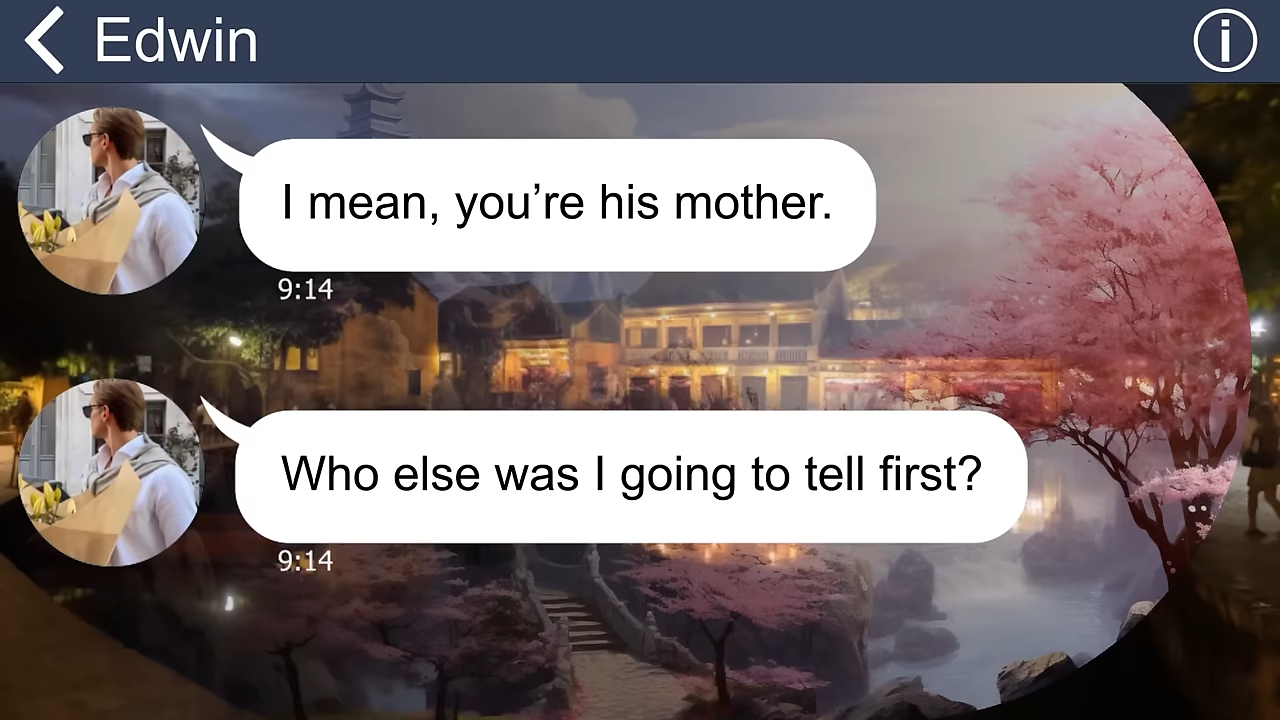 Edwin
I mean, you’re his mother.
9:14
Who else was I going to tell first?
9:14